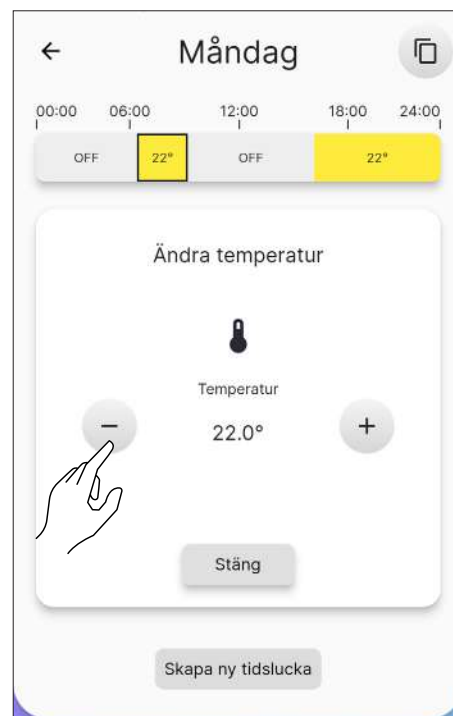 Måndag
00:00 06:00 12:00 18:00 24:00
OFF 22° OFF 22°
Ändra temperatur
Temperatur
22.0°
Stäng
Skapa ny tidslucka